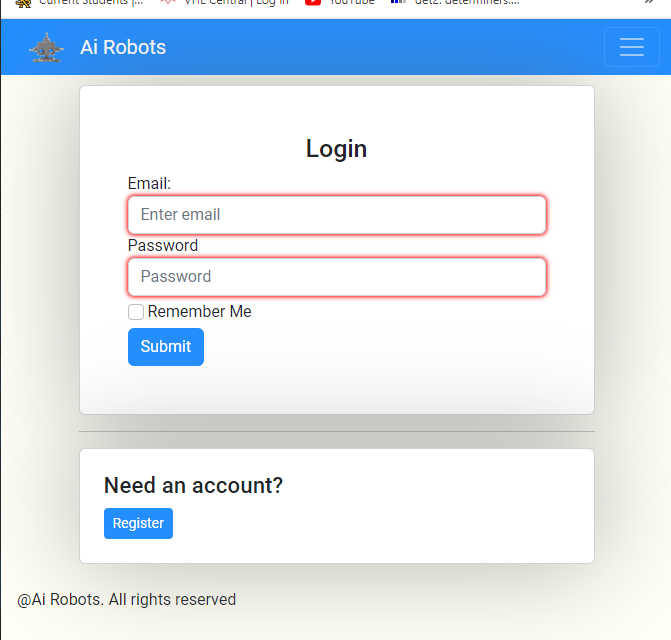 Current Students |... VHL Central | Log in YouTube det2: determiners....
Ai Robots
Login
Email:
Enter email
Password
Password
Remember Me
Submit
Need an account?
Register
@Ai Robots. All rights reserved